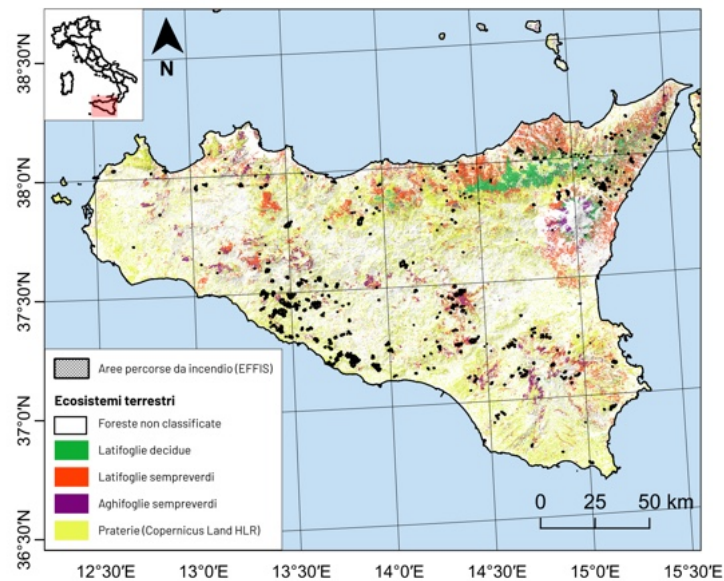 N
38°30'N
38°0'N
37°30'N
37°0'N
36°30'N
Aree percorse da incendio (EFFIS)
Ecosistemi terrestri
Foreste non classificate
Latifoglie decidue
Latifoglie sempreverdi
Aghifoglie sempreverdi
Praterie (Copernicus Land HLR)
0 25 50 km
12°30'E 13°0'E 13°30'E 14°0'E 14°30'E 15°0'E 15°30'E